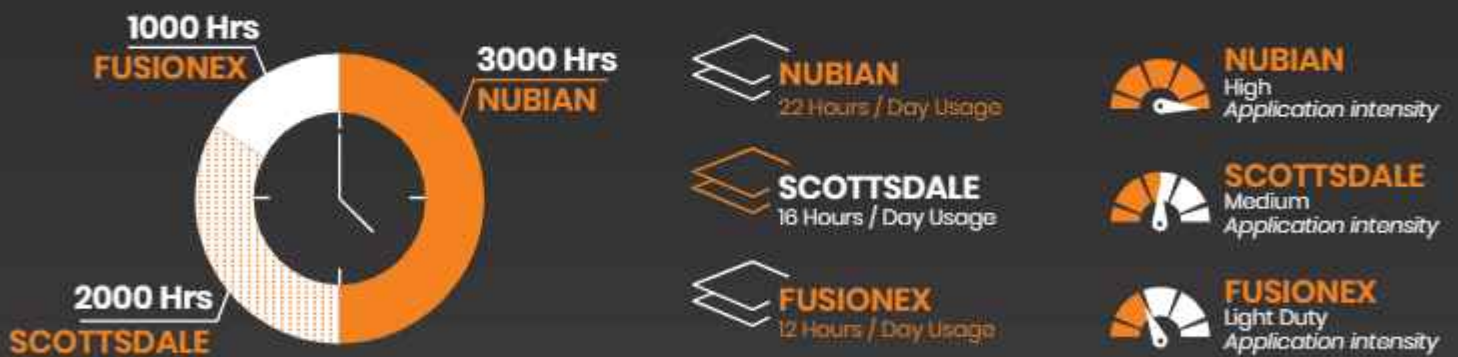 1000 Hrs
FUSIONEX
3000 Hrs
NUBIAN
2000 Hrs
SCOTTSDALE
NUBIAN
22 Hours / Day Usage
SCOTTSDALE
16 Hours / Day Usage
FUSIONEX
12 Hours / Day Usage
NUBIAN
High
Application intensity
SCOTTSDALE
Medium
Application intensity
FUSIONEX
Light Duty
Application intensity